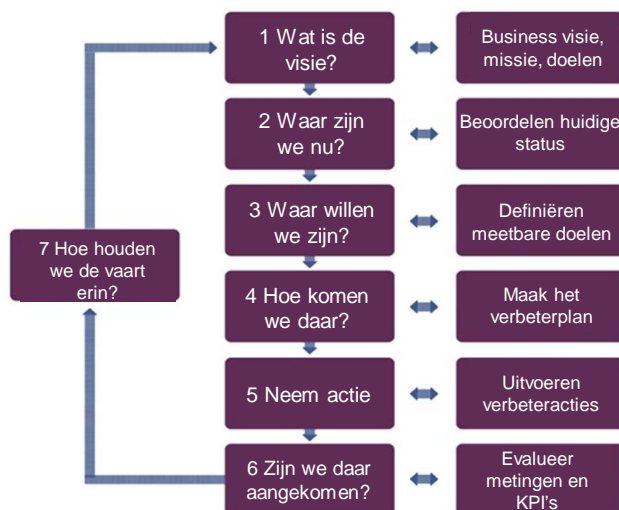 1 Wat is de
visie?
Business visie,
missie, doelen
2 Waar zijn
we nu?
Beoordelen huidige
status
3 Waar willen
we zijn?
Definiëren
meetbare doelen
7 Hoe houden
we de vaart
erin?
4 Hoe komen
we daar?
Maak het
verbeterplan
5 Neem actie
Uitvoeren
verbeteracties
6 Zijn we daar
aangekomen?
Evalueer
metingen en
KPI's